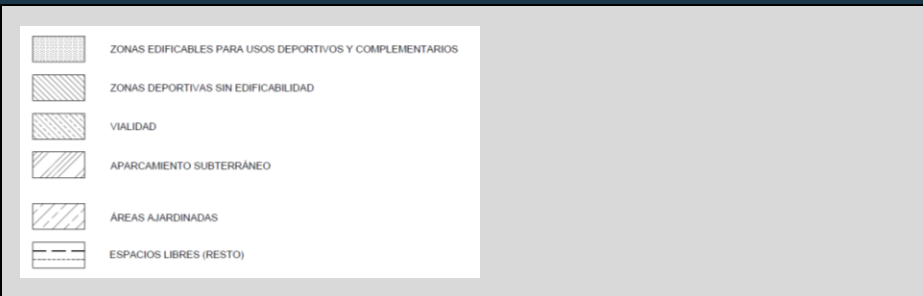 ZONAS EDIFICABLES PARA USOS DEPORTIVOS Y COMPLEMENTARIOS
ZONAS DEPORTIVAS SIN EDIFICABILIDAD
VIALIDAD
APARCAMIENTO SUBTERRÁNEO
ÁREAS AJARDINADAS
ESPACIOS LIBRES (RESTO)